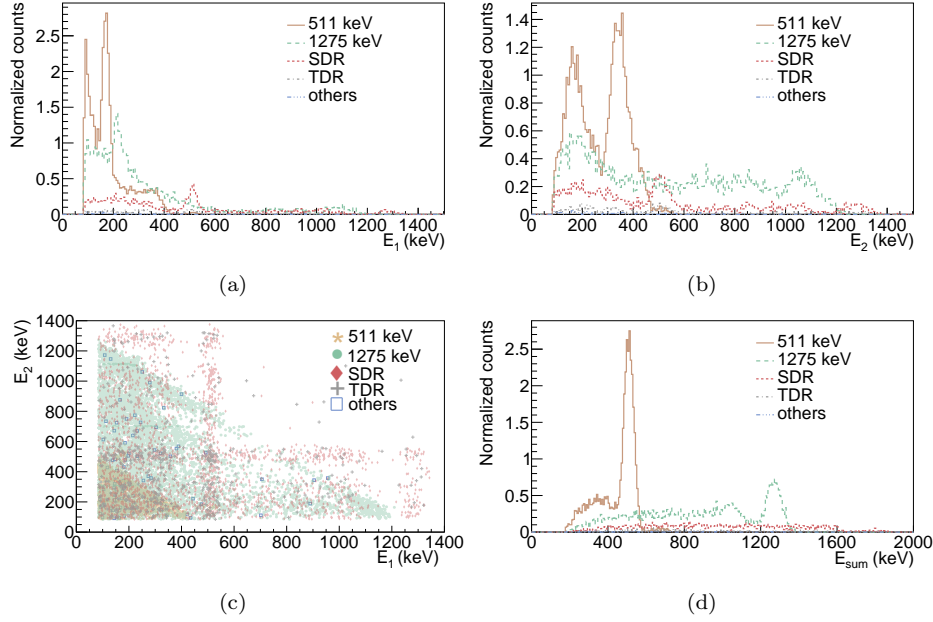 Normalized counts
2.5
2
1.5
1
0.5
0
0 200 400 600 800 1000 1200 1400
E1 (keV)
511 keV
1275 keV
SDR
TDR
others
(a)
Normalized counts
1.4
1.2
1
0.8
0.6
0.4
0.2
0
0 200 400 600 800 1000 1200 1400
E2 (keV)
511 keV
1275 keV
SDR
TDR
others
(b)
E2 (keV)
1400
1200
1000
800
600
400
200
0
0 200 400 600 800 1000 1200 1400
E1 (keV)
511 keV
1275 keV
SDR
TDR
others
(c)
Normalized counts
2.5
2
1.5
1
0.5
0
0 400 800 1200 1600 2000
Esum (keV)
511 keV
1275 keV
SDR
TDR
others
(d)